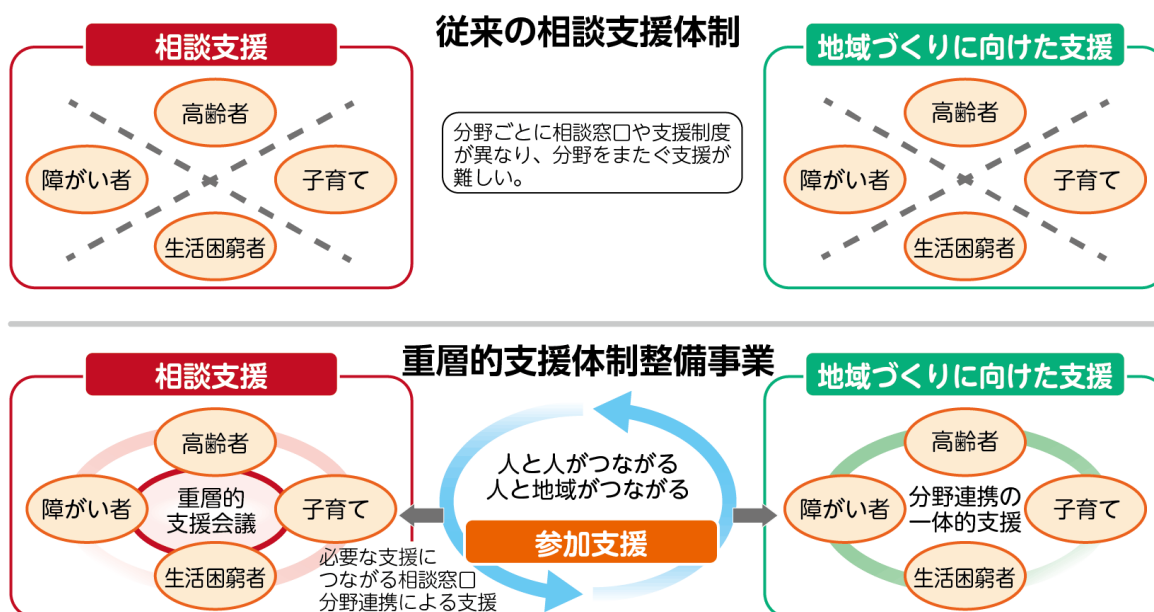 従来の相談支援体制
相談支援
高齢者
障がい者
子育て
生活困窮者
分野ごとに相談窓口や支援制度
が異なり、分野をまたぐ支援が
難しい。
地域づくりに向けた支援
高齢者
障がい者
子育て
生活困窮者
重層的支援体制整備事業
相談支援
高齢者
障がい者
重層的
支援会議
子育て
生活困窮者
人と人がつながる
人と地域がつながる
参加支援
必要な支援に
つながる相談窓口
分野連携による支援
地域づくりに向けた支援
高齢者
障がい者
分野連携の
一体的支援
子育て
生活困窮者